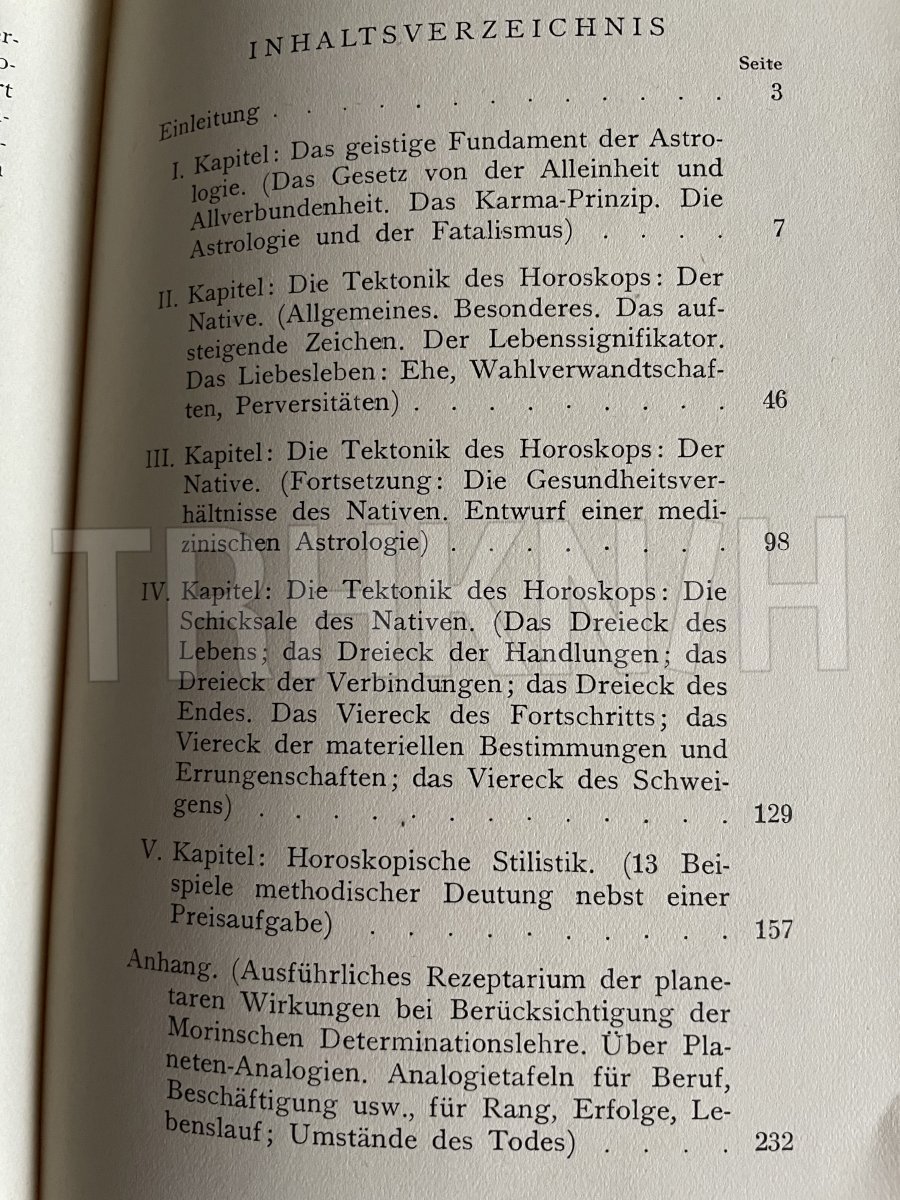 INHALTSVERZEICHNIS
Seite
Einleitung . . . . . . . . . . . . . 3
I. Kapitel: Das geistige Fundament der Astro-
logie. (Das Gesetz von der Alleinheit und
Allverbundenheit. Das Karma-Prinzip. Die
Astrologie und der Fatalismus) . . . . 7
II. Kapitel: Die Tektonik des Horoskops: Der
Native. (Allgemeines. Besonderes. Das auf-
steigende Zeichen. Der Lebenssignifikator.
Das Liebesleben: Ehe, Wahlverwandtschaf-
ten, Perversitäten) . . . . . . . . . 46
III. Kapitel: Die Tektonik des Horoskops: Der
Native. (Fortsetzung: Die Gesundheitsver-
hältnisse des Nativen. Entwurf einer medi-
zinischen Astrologie) . . . . . . . . 98
IV. Kapitel: Die Tektonik des Horoskops: Die
Schicksale des Nativen. (Das Dreieck des
Lebens; das Dreieck der Handlungen; das
Dreieck der Verbindungen; das Dreieck des
Endes. Das Viereck des Fortschritts; das
Viereck der materiellen Bestimmungen und
Errungenschaften; das Viereck des Schwei-
gens) . . . . . . . . . . . . . 129
V. Kapitel: Horoskopische Stilistik. (13 Bei-
spiele methodischer Deutung nebst einer
Preisaufgabe) . . . . . . . . . . 157
Anhang. (Ausführliches Rezeptarium der plane-
taren Wirkungen bei Berücksichtigung der
Morinschen Determinationslehre. Über Pla-
neten-Analogien. Analogietafeln für Beruf,
Beschäftigung usw., für Rang, Erfolge, Le-
benslauf; Umstände des Todes) . . . . 232